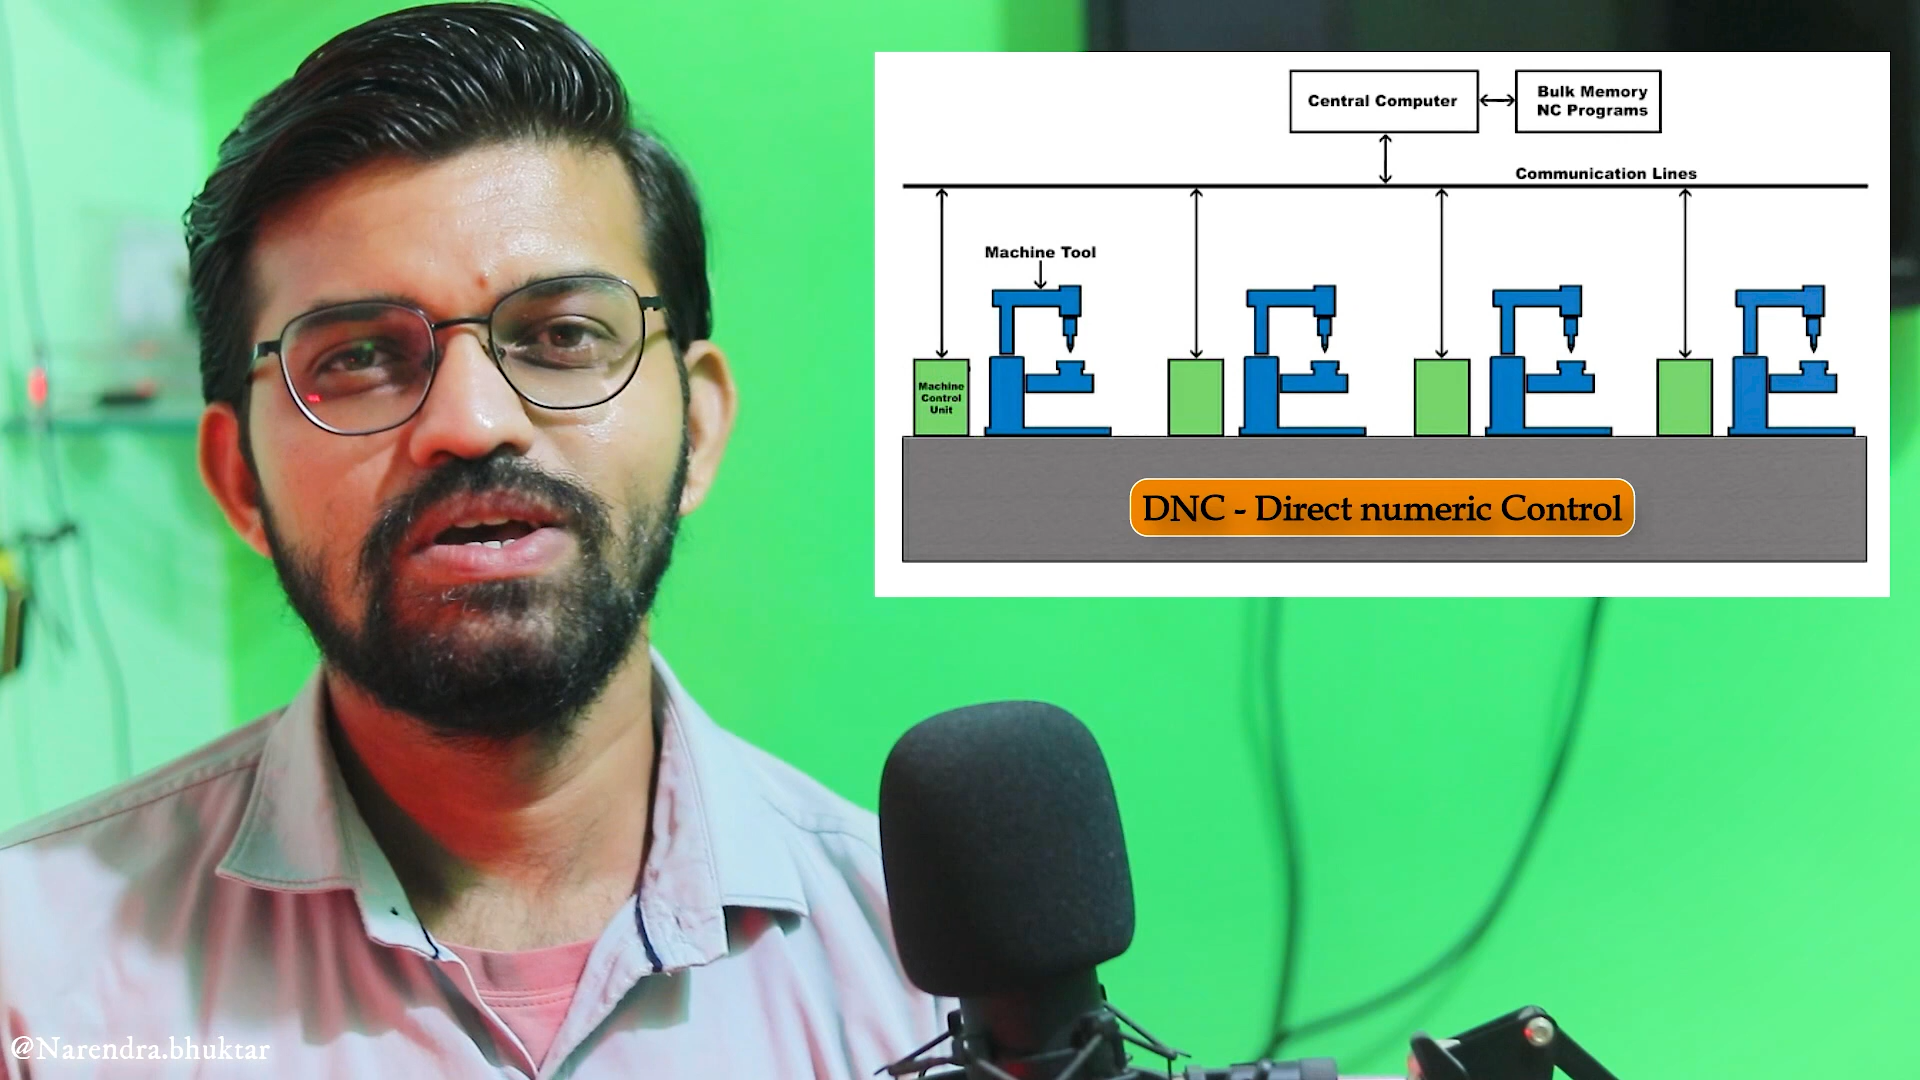 Central Computer
Bulk Memory
NC Programs
Communication Lines
Machine Tool
Machine
Control
Unit
DNC - Direct numeric Control
@Narendra.bhuktar